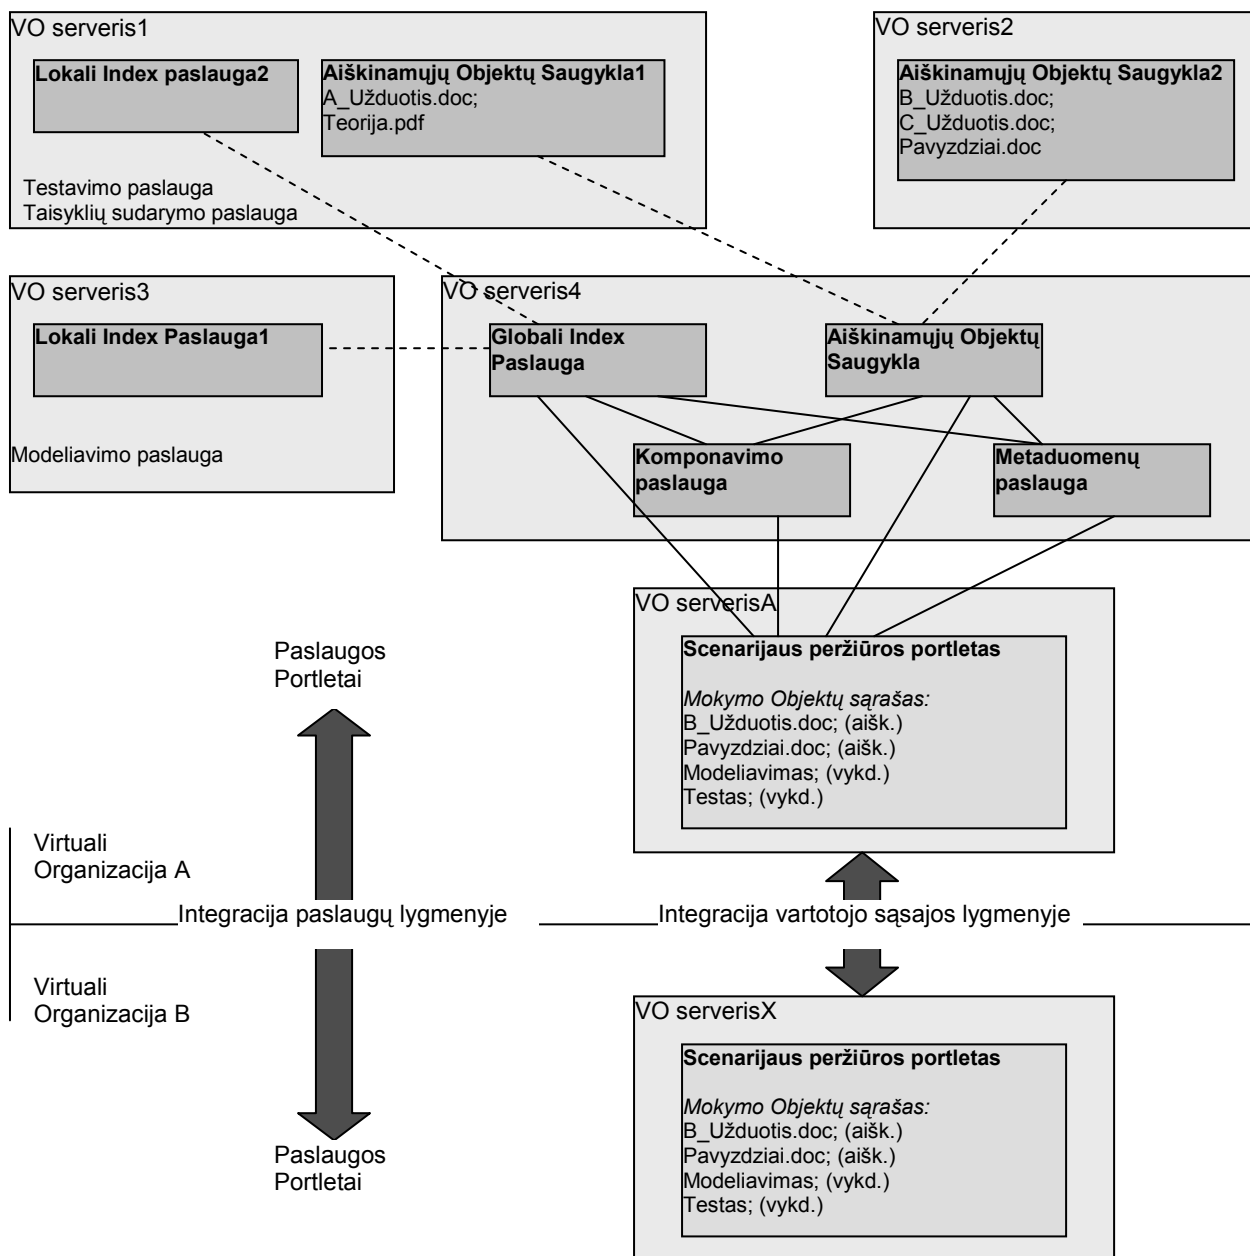 VO serveris1
Lokali Index paslauga2
Aiškinamųjų Objektų Saugykla1
A_Užduotis.doc;
Teorija.pdf
Testavimo paslauga
Taisyklių sudarymo paslauga
VO serveris2
Aiškinamųjų Objektų Saugykla2
B_Užduotis.doc;
C_Užduotis.doc;
Pavyzdziai.doc
VO serveris3
Lokali Index Paslauga1
Modeliavimo paslauga
VO serveris4
Globali Index
Paslauga
Aiškinamųjų Objektų
Saugykla
Komponavimo
paslauga
Metaduomenų
paslauga
VO serverisA
Scenarijaus peržiūros portletas
Mokymo Objektų sąrašas:
B_Užduotis.doc; (aišk.)
Pavyzdziai.doc; (aišk.)
Modeliavimas; (vykd.)
Testas; (vykd.)
Paslaugos
Portletai
Virtuali
Organizacija A
Integracija paslaugų lygmenyje
Integracija vartotojo sąsajos lygmenyje
Virtuali
Organizacija B
VO serverisX
Scenarijaus peržiūros portletas
Mokymo Objektų sąrašas:
B_Užduotis.doc; (aišk.)
Pavyzdziai.doc; (aišk.)
Modeliavimas; (vykd.)
Testas; (vykd.)
Paslaugos
Portletai